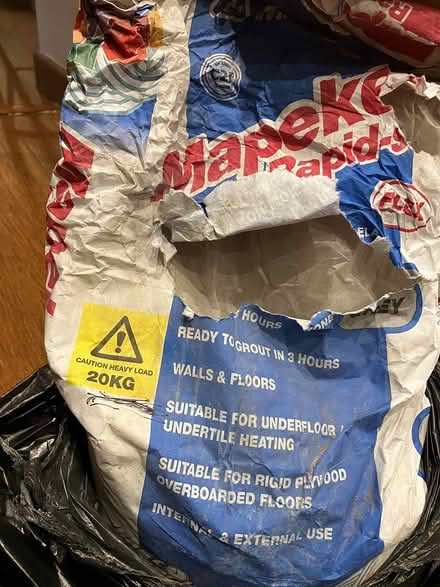 MapeKe
Rapid-s
FLEX
HOURS
READY TO GROUT IN 3 HOURS
WALLS & FLOORS
CAUTION HEAVY LOAD
20KG
SUITABLE FOR UNDERFLOOR /
UNDERTILE HEATING
SUITABLE FOR RIGID PLYWOOD
OVERBOARDED FLOORS
INTERNAL & EXTERNAL USE